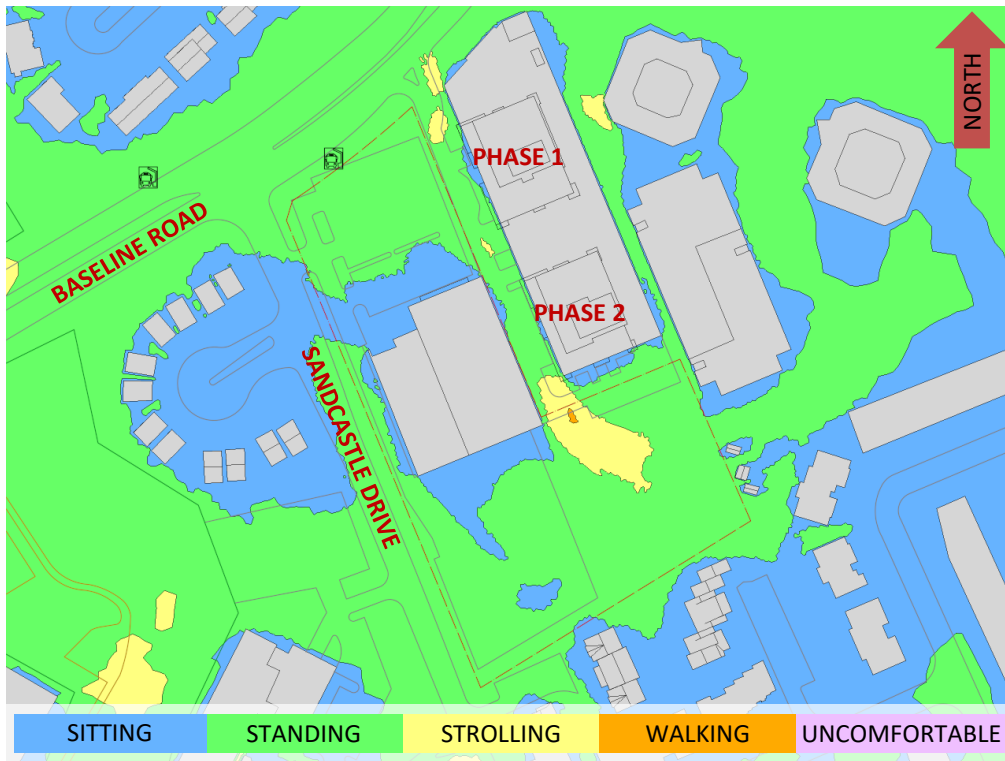 NORTH
PHASE 1
BASELINE ROAD
PHASE 2
SANDCASTLE DRIVE
SITTING
STANDING
STROLLING
WALKING
UNCOMFORTABLE